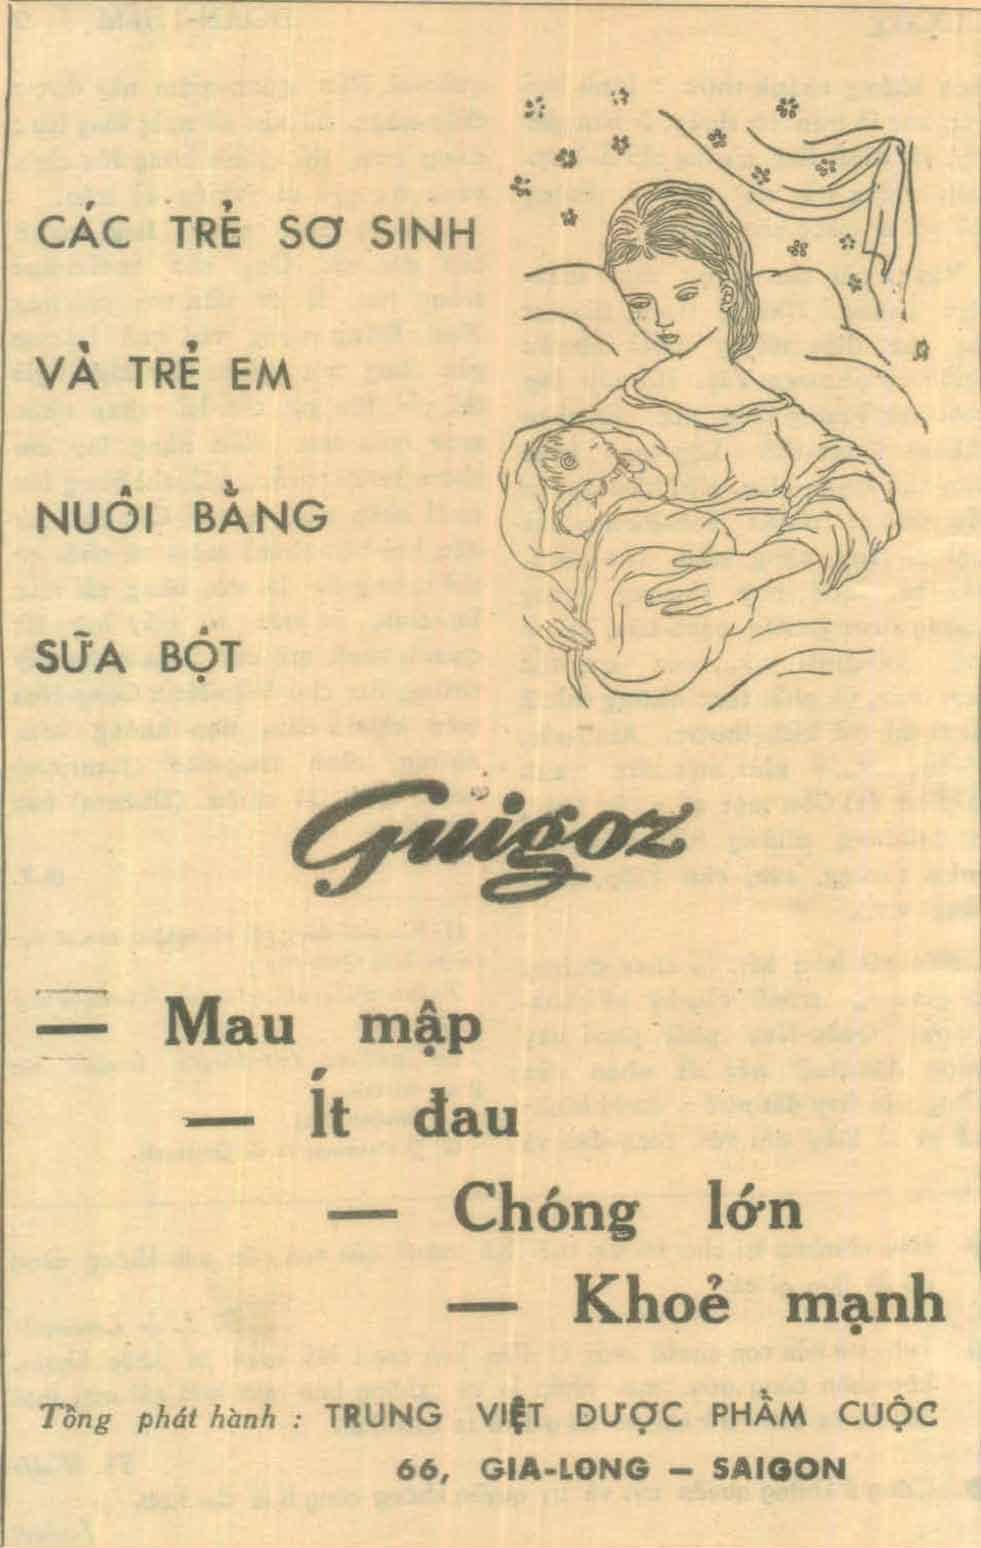 CÁC TRẺ SƠ SINH
VÀ TRẺ EM
NUÔI BẰNG
SỮA BỘT
Guigoz
— Mau mập
— Ít đau
— Chóng lớn
— Khoẻ mạnh
Tổng phát hành : TRUNG VIỆT DƯỢC PHẨM CUỘC
66, GIA-LONG — SAIGON